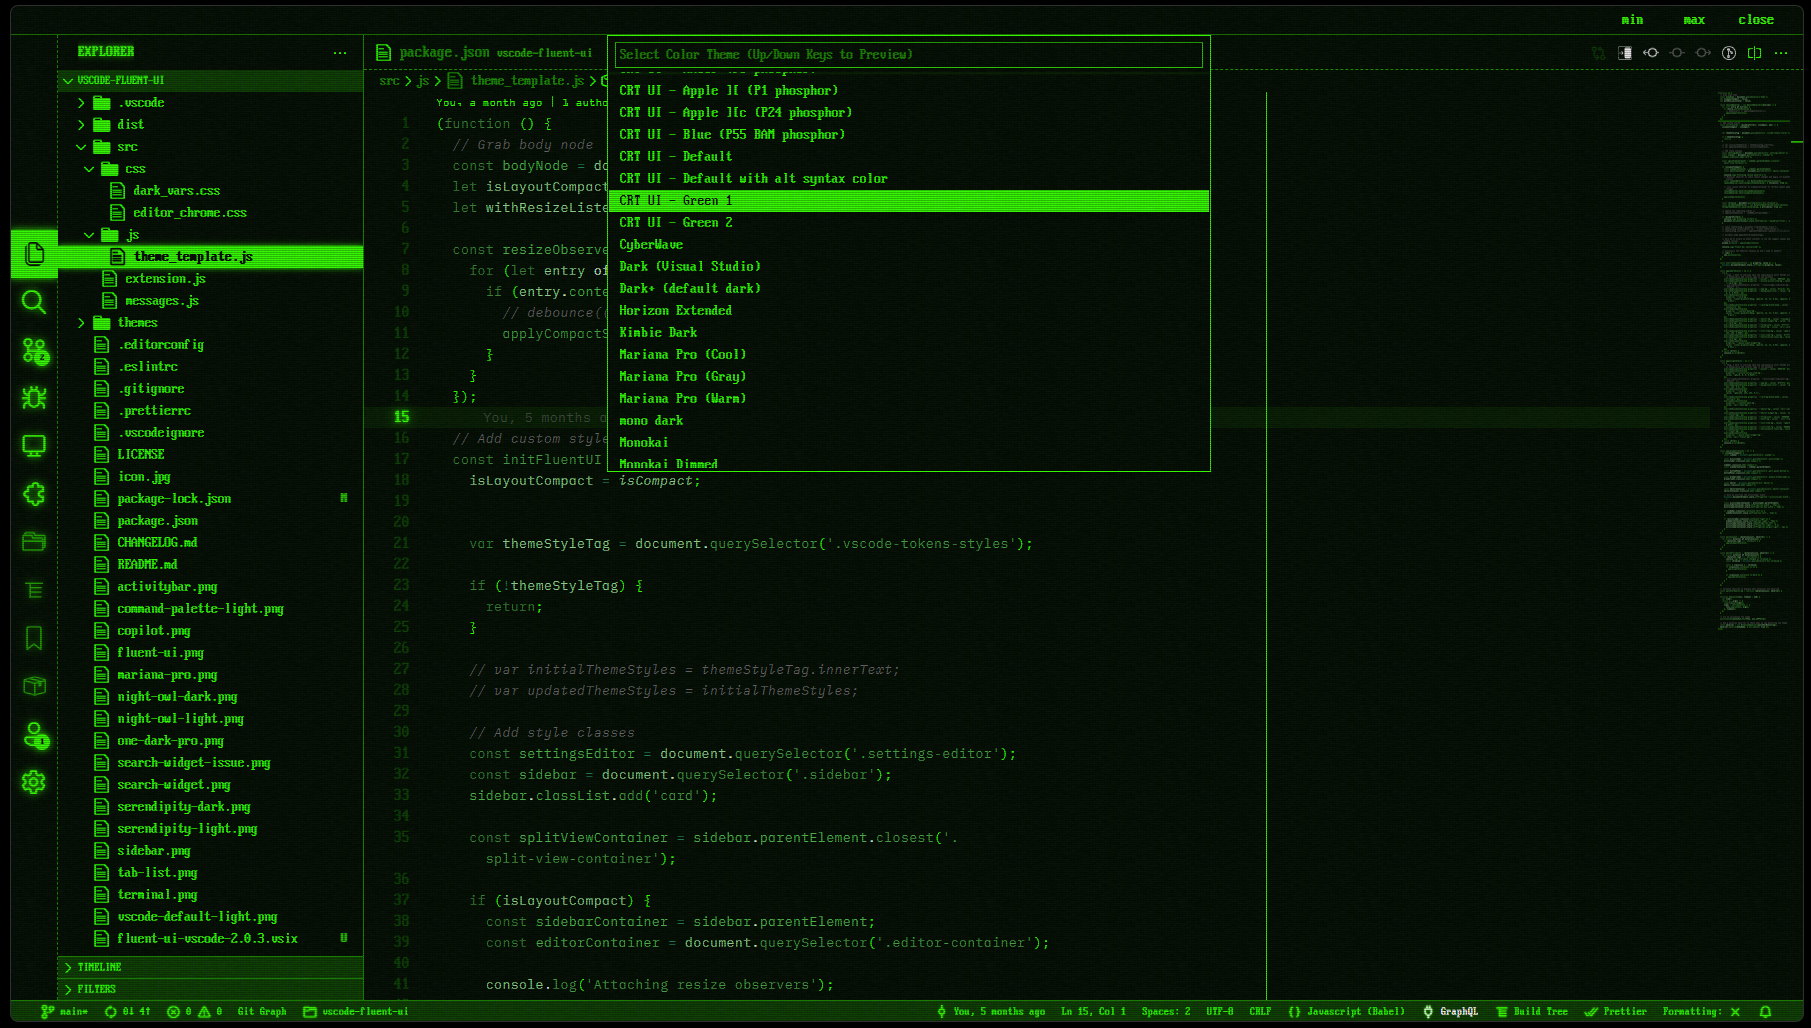 min max close
EXPLORER ...
VSCODE-FLUENT-UI
.vscode
dist
src
css
dark_vars.css
editor_chrome.css
js
theme_template.js
extension.js
messages.js
themes
.editorconfig
.eslintrc
.gitignore
.prettierrc
.vscodeignore
LICENSE
icon.jpg
package-lock.json M
package.json
CHANGELOG.md
README.md
activitybar.png
command-palette-light.png
copilot.png
fluent-ui.png
mariana-pro.png
night-owl-dark.png
night-owl-light.png
one-dark-pro.png
search-widget-issue.png
search-widget.png
serendipity-dark.png
serendipity-light.png
sidebar.png
tab-list.png
terminal.png
vscode-default-light.png
fluent-ui-vscode-2.0.3.vsix U
TIMELINE
FILTERS
package.json vscode-fluent-ui
src > js > theme_template.js >
You, a month ago | 1 autho
1 (function () {
2 // Grab body node
3 const bodyNode = do
4 let isLayoutCompact
5 let withResizeListe
6
7 const resizeObserve
8 for (let entry of
9 if (entry.conte
10 // debounce((
11 applyCompactS
12 }
13 }
14 });
15 You, 5 months a
16 // Add custom style
17 const initFluentUI
18 isLayoutCompact = isCompact;
19
20
21 var themeStyleTag = document.querySelector('.vscode-tokens-styles');
22
23 if (!themeStyleTag) {
24 return;
25 }
26
27 // var initialThemeStyles = themeStyleTag.innerText;
28 // var updatedThemeStyles = initialThemeStyles;
29
30 // Add style classes
31 const settingsEditor = document.querySelector('.settings-editor');
32 const sidebar = document.querySelector('.sidebar');
33 sidebar.classList.add('card');
34
35 const splitViewContainer = sidebar.parentElement.closest('.
split-view-container');
36
37 if (isLayoutCompact) {
38 const sidebarContainer = sidebar.parentElement;
39 const editorContainer = document.querySelector('.editor-container');
40
41 console.log('Attaching resize observers');
Select Color Theme (Up/Down Keys to Preview)
CRT UI - Apple ][ (P1 phosphor)
CRT UI - Apple ][c (P24 phosphor)
CRT UI - Blue (P55 BAM phosphor)
CRT UI - Default
CRT UI - Default with alt syntax color
CRT UI - Green 1
CRT UI - Green 2
CyberWave
Dark (Visual Studio)
Dark+ (default dark)
Horizon Extended
Kimbie Dark
Mariana Pro (Cool)
Mariana Pro (Gray)
Mariana Pro (Warm)
mono dark
Monokai
Monokai Dimmed
main* 0↓ 4↑ 0 0 Git Graph vscode-fluent-ui You, 5 months ago Ln 15, Col 1 Spaces: 2 UTF-8 CRLF {} Javascript (Babel) GraphQL Build Tree Prettier Formatting: ×